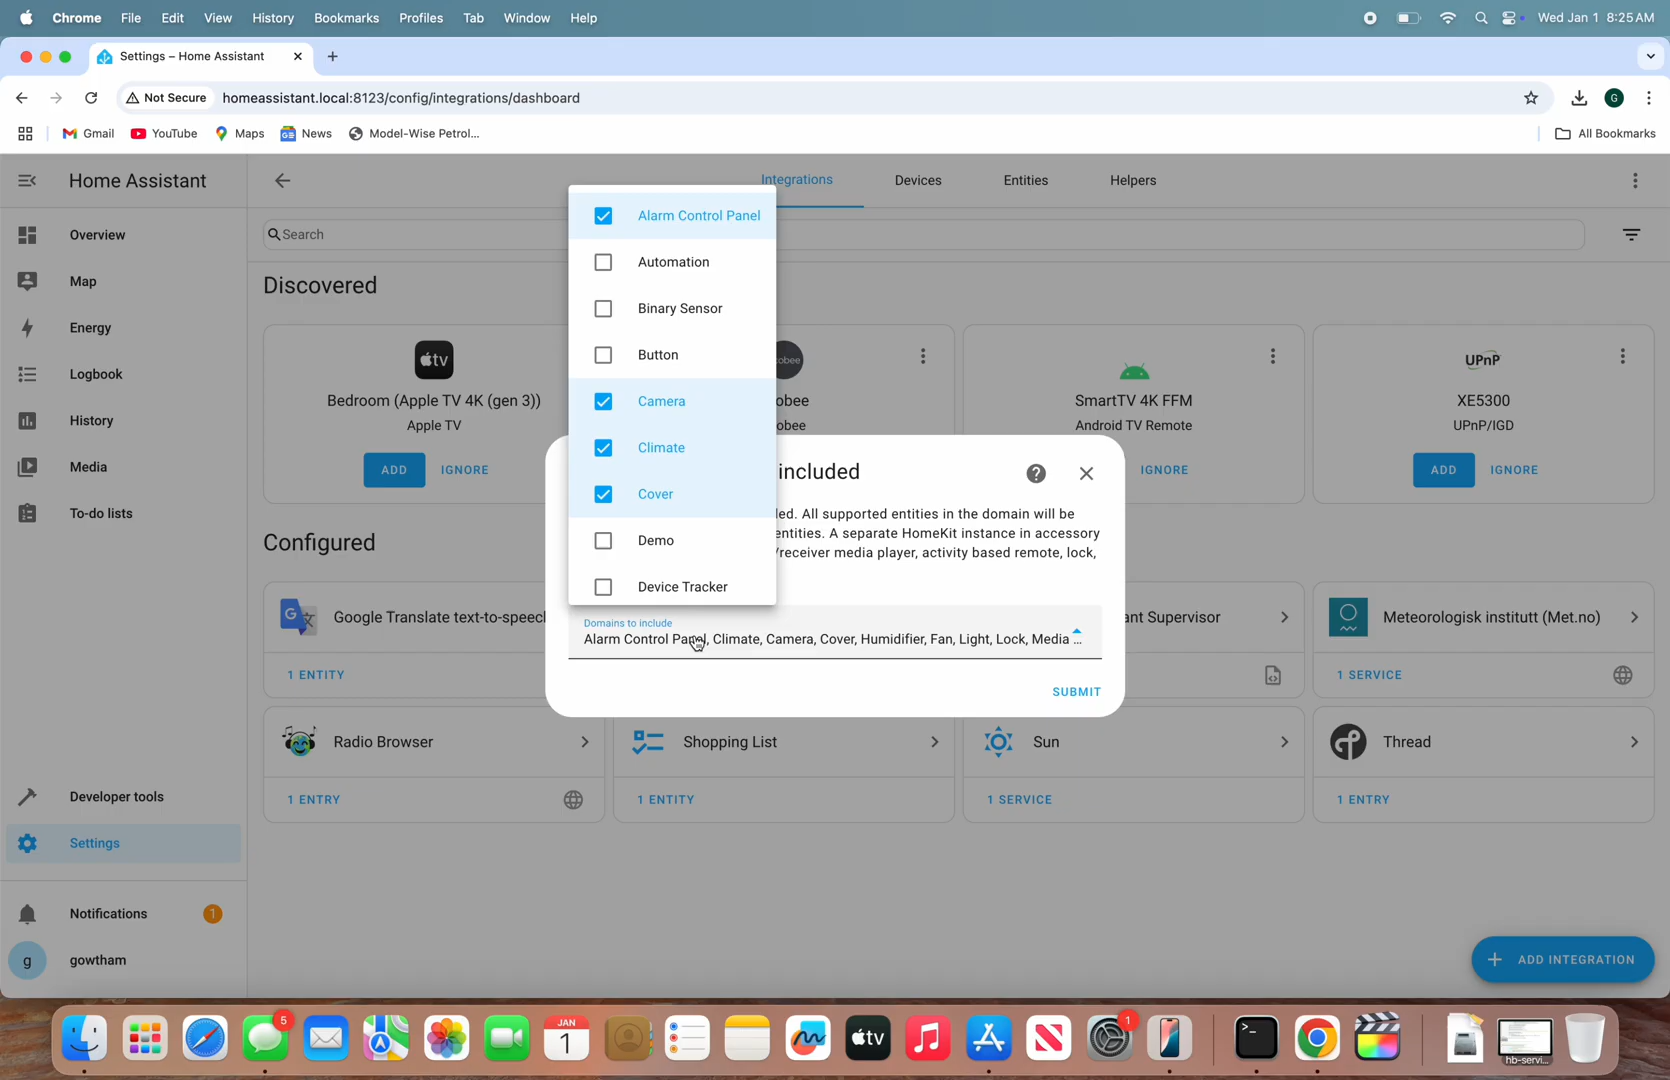 Chrome File Edit View History Bookmarks Profiles Tab Window Help Wed Jan 1 8:25 AM
Settings – Home Assistant
Not Secure homeassistant.local:8123/config/integrations/dashboard G
Gmail YouTube Maps News Model-Wise Petrol... All Bookmarks
Home Assistant
Integrations Devices Entities Helpers
Overview
Map
Energy
Logbook
History
Media
To-do lists
Developer tools
Settings
Notifications 1
g gowtham
Search
Discovered
tv
Bedroom (Apple TV 4K (gen 3))
Apple TV
ADD IGNORE
cobee
obee
obee
SmartTV 4K FFM
Android TV Remote
IGNORE
UPnP
XE5300
UPnP/IGD
ADD IGNORE
Configured
Google Translate text-to-speec
1 ENTITY
ant Supervisor
Meteorologisk institutt (Met.no)
1 SERVICE
Radio Browser
1 ENTRY
Shopping List
1 ENTITY
Sun
1 SERVICE
Thread
1 ENTRY
ADD INTEGRATION
Alarm Control Panel
Automation
Binary Sensor
Button
Camera
Climate
Cover
Demo
Device Tracker
included
led. All supported entities in the domain will be
entities. A separate HomeKit instance in accessory
/receiver media player, activity based remote, lock,
Domains to include
Alarm Control Panel, Climate, Camera, Cover, Humidifier, Fan, Light, Lock, Media ...
SUBMIT
5
JAN
1
tv
1
hb-servi...